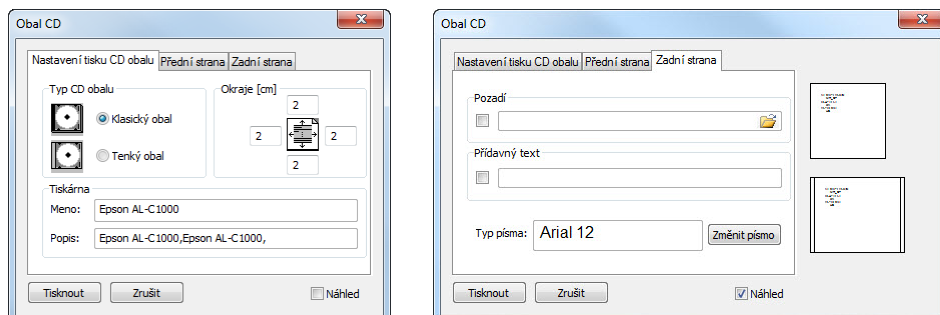 Obal CD
Nastavení tisku CD obalu Přední strana Zadní strana
Typ CD obalu
Klasický obal
Tenký obal
Okraje [cm]
2
2 2
2
Tiskárna
Meno: Epson AL-C1000
Popis: Epson AL-C1000,Epson AL-C1000,
Tisknout Zrušit Náhled
Obal CD
Nastavení tisku CD obalu Přední strana Zadní strana
Pozadí
Přídavný text
Typ písma: Arial 12 Změnit písmo
Tisknout Zrušit Náhled